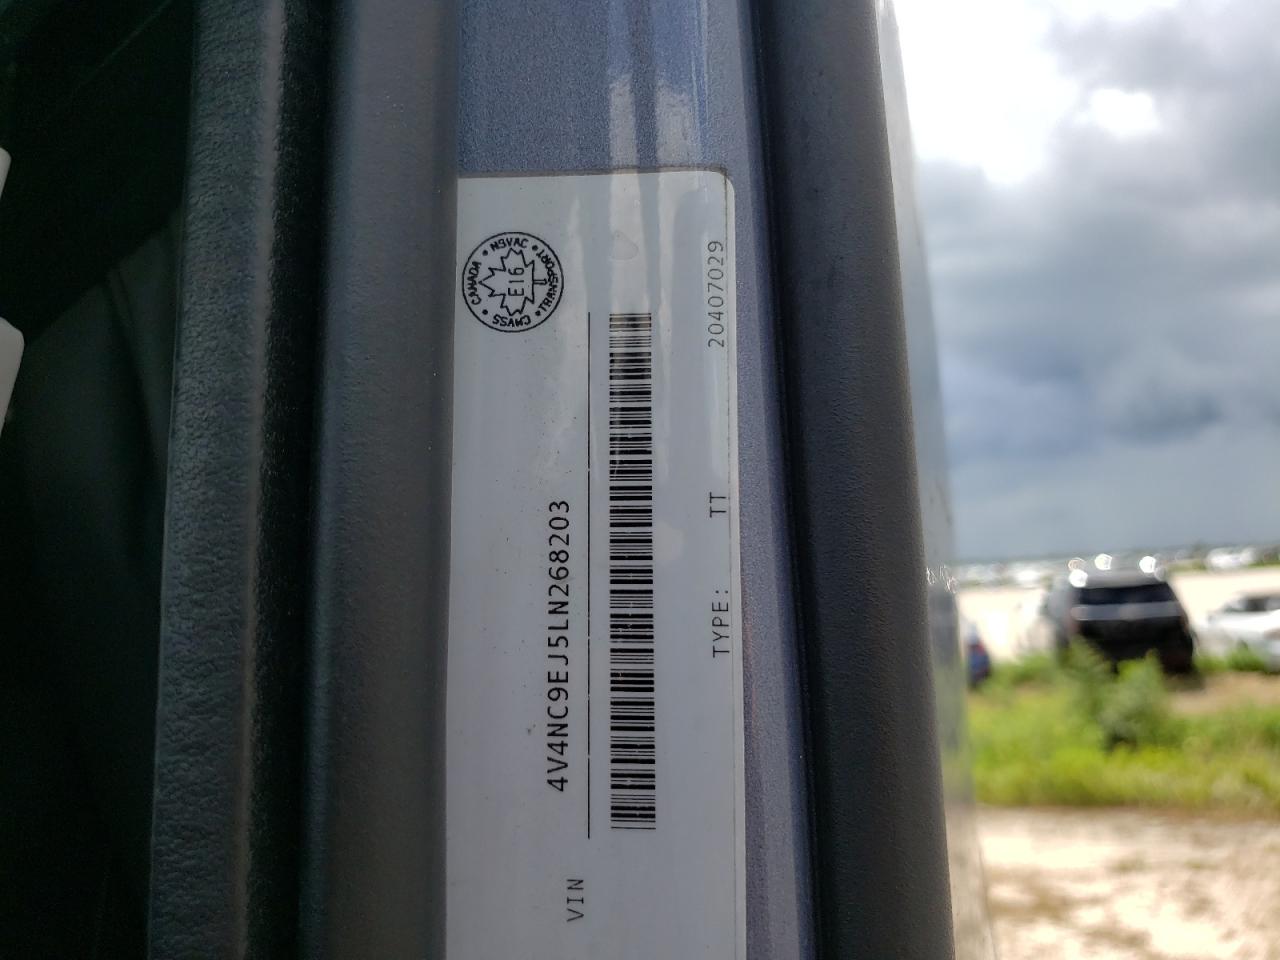 CANADA • NSVAC • TRANSPORT • CMVSS
E16
4V4NC9EJ5LN268203
VIN
TYPE: TT 20407029